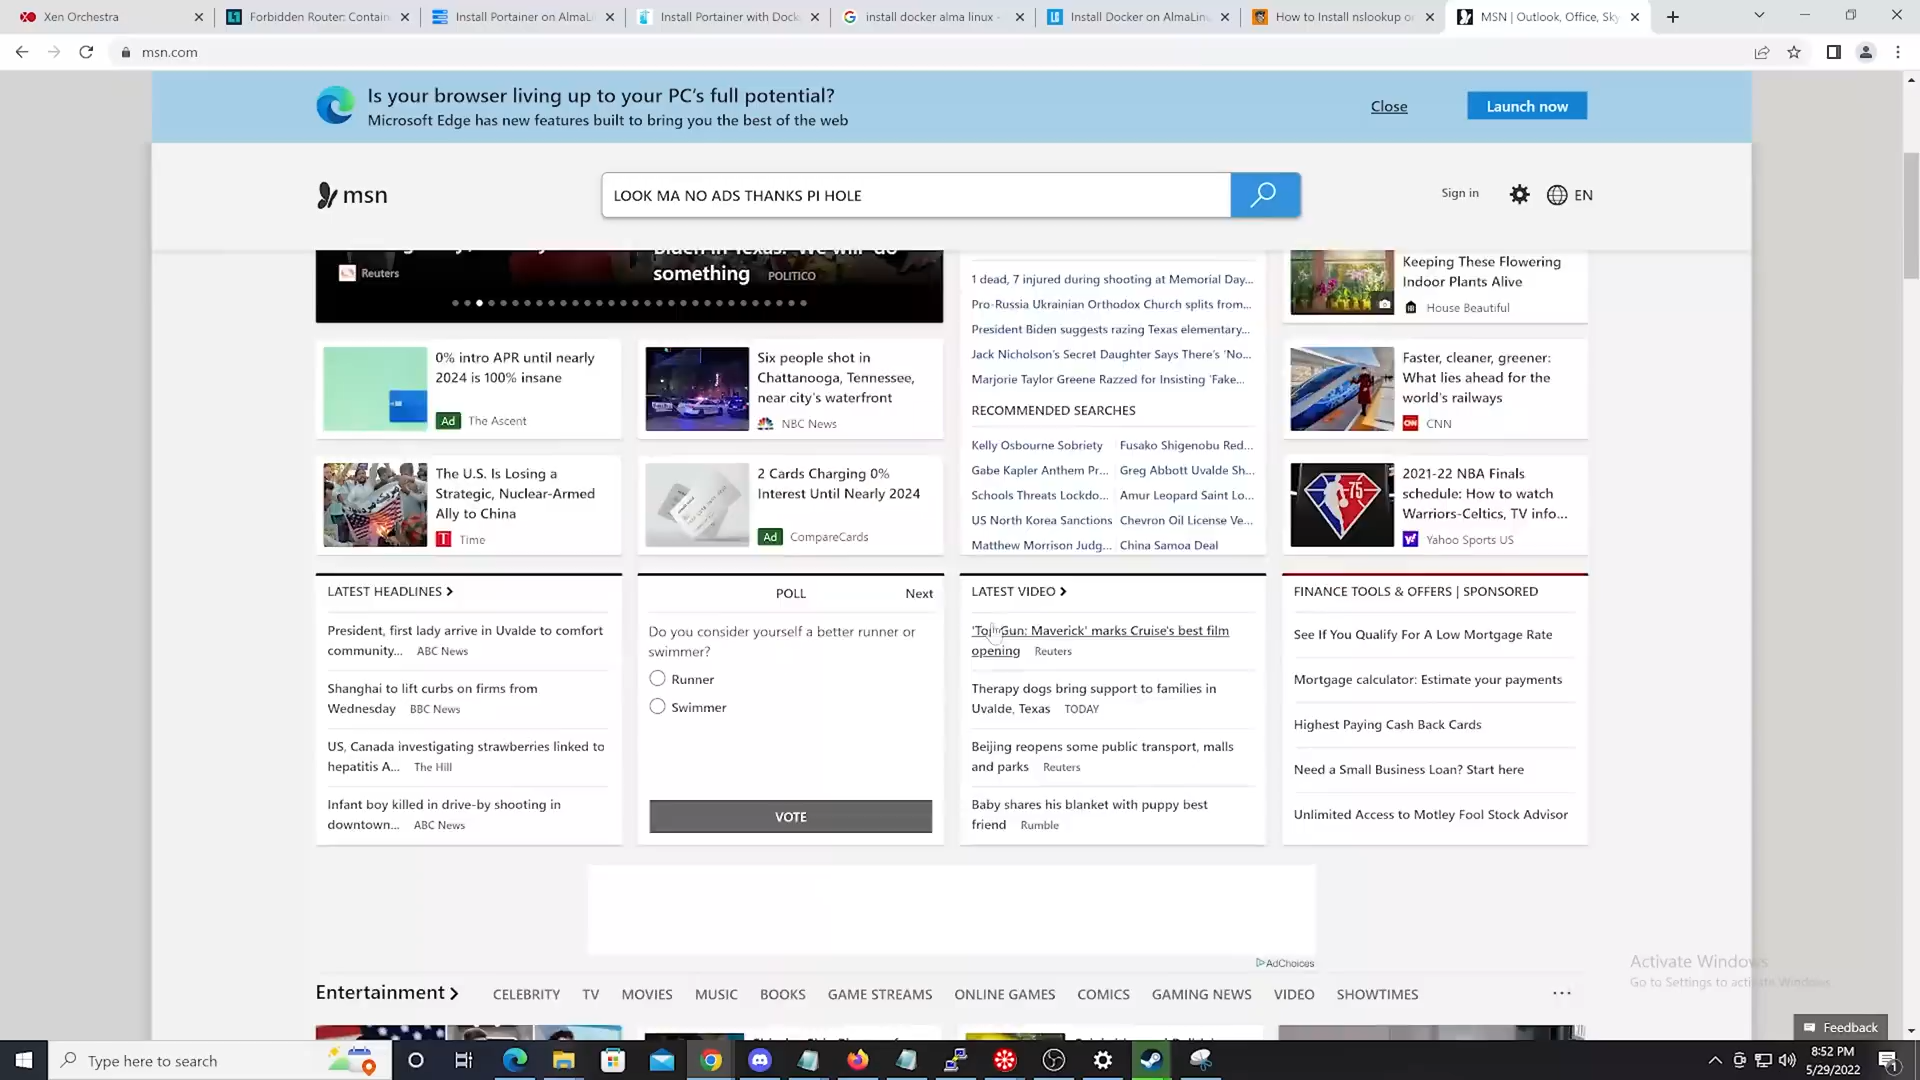 Xen Orchestra
Forbidden Router: Contain
Install Portainer on AlmaLi
Install Portainer with Dock
install docker alma linux -
Install Docker on AlmaLin
How to Install nslookup o
MSN | Outlook, Office, Sky
msn.com
Is your browser living up to your PC's full potential?
Microsoft Edge has new features built to bring you the best of the web
Close
Launch now
msn
LOOK MA NO ADS THANKS PI HOLE
Sign in
EN
Reuters
something POLITICO
1 dead, 7 injured during shooting at Memorial Day...
Pro-Russia Ukrainian Orthodox Church splits from...
President Biden suggests razing Texas elementary...
Jack Nicholson's Secret Daughter Says There's 'No...
Marjorie Taylor Greene Razzed for Insisting 'Fake...
Keeping These Flowering
Indoor Plants Alive
House Beautiful
0% intro APR until nearly
2024 is 100% insane
Ad The Ascent
Six people shot in
Chattanooga, Tennessee,
near city's waterfront
NBC News
RECOMMENDED SEARCHES
Kelly Osbourne Sobriety
Fusako Shigenobu Red...
Gabe Kapler Anthem Pr...
Greg Abbott Uvalde Sh...
Schools Threats Lockdo...
Amur Leopard Saint Lo...
US North Korea Sanctions
Chevron Oil License Ve...
Matthew Morrison Judg...
China Samoa Deal
Faster, cleaner, greener:
What lies ahead for the
world's railways
CNN
The U.S. Is Losing a
Strategic, Nuclear-Armed
Ally to China
Time
2 Cards Charging 0%
Interest Until Nearly 2024
Ad CompareCards
75
2021-22 NBA Finals
schedule: How to watch
Warriors-Celtics, TV info...
Yahoo Sports US
LATEST HEADLINES
President, first lady arrive in Uvalde to comfort
community... ABC News
Shanghai to lift curbs on firms from
Wednesday BBC News
US, Canada investigating strawberries linked to
hepatitis A... The Hill
Infant boy killed in drive-by shooting in
downtown... ABC News
POLL
Next
Do you consider yourself a better runner or
swimmer?
Runner
Swimmer
VOTE
LATEST VIDEO
'Top Gun: Maverick' marks Cruise's best film
opening Reuters
Therapy dogs bring support to families in
Uvalde, Texas TODAY
Beijing reopens some public transport, malls
and parks Reuters
Baby shares his blanket with puppy best
friend Rumble
FINANCE TOOLS & OFFERS | SPONSORED
See If You Qualify For A Low Mortgage Rate
Mortgage calculator: Estimate your payments
Highest Paying Cash Back Cards
Need a Small Business Loan? Start here
Unlimited Access to Motley Fool Stock Advisor
AdChoices
Activate Windows
Go to Settings to activate Windows.
Entertainment
CELEBRITY
TV
MOVIES
MUSIC
BOOKS
GAME STREAMS
ONLINE GAMES
COMICS
GAMING NEWS
VIDEO
SHOWTIMES
Feedback
Type here to search
8:52 PM
5/29/2022
1